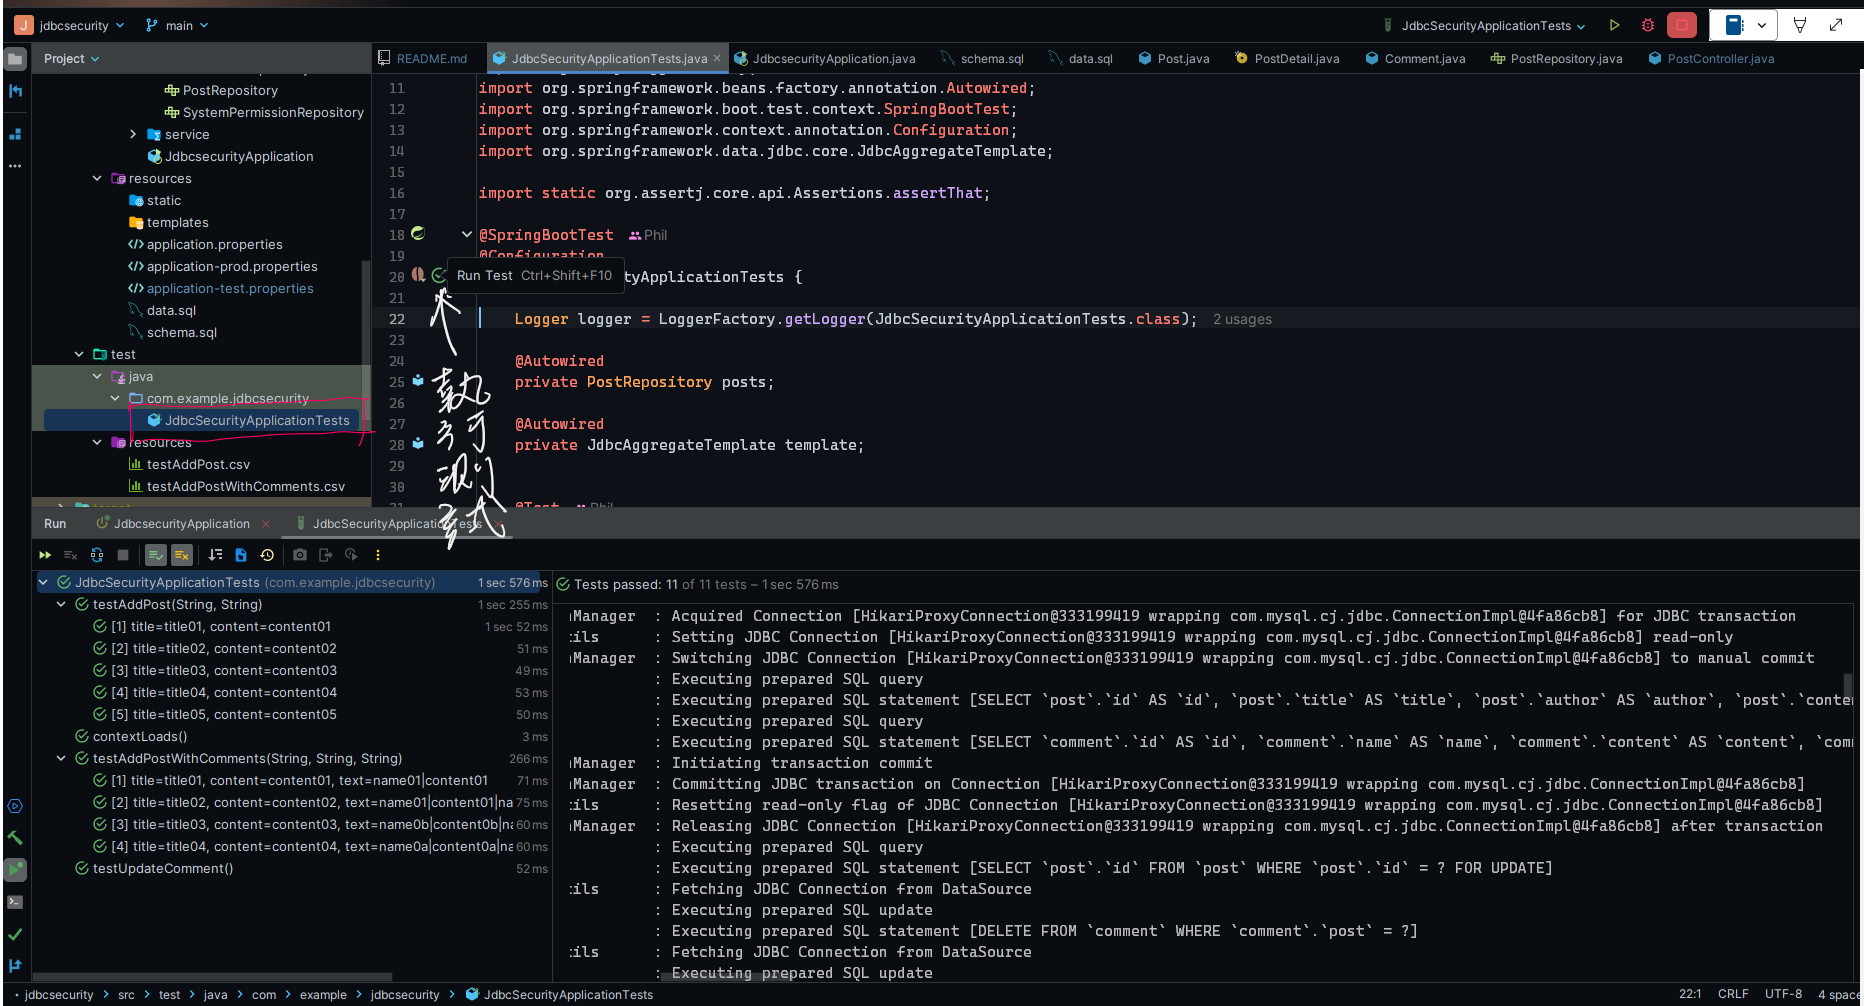 jdbcsecurity main JdbcSecurityApplicationTests
Project
README.md JdbcSecurityApplicationTests.java JdbcsecurityApplication.java schema.sql data.sql Post.java PostDetail.java Comment.java PostRepository.java PostController.java
PostRepository
SystemPermissionRepository
service
JdbcsecurityApplication
resources
static
templates
application.properties
application-prod.properties
application-test.properties
data.sql
schema.sql
test
java
com.example.jdbcsecurity
JdbcSecurityApplicationTests
resources
testAddPost.csv
testAddPostWithComments.csv
11 import org.springframework.beans.factory.annotation.Autowired;
12 import org.springframework.boot.test.context.SpringBootTest;
13 import org.springframework.context.annotation.Configuration;
14 import org.springframework.data.jdbc.core.JdbcAggregateTemplate;
15
16 import static org.assertj.core.api.Assertions.assertThat;
17
18 @SpringBootTest Phil
19 @Configuration
20 tyApplicationTests {
Run Test Ctrl+Shift+F10
21
22 Logger logger = LoggerFactory.getLogger(JdbcSecurityApplicationTests.class); 2 usages
23
24 @Autowired
25 private PostRepository posts;
26
27 @Autowired
28 private JdbcAggregateTemplate template;
29
30
31 @Test Phil
執
行
測
試
Run JdbcsecurityApplication JdbcSecurityApplicationTests
JdbcSecurityApplicationTests (com.example.jdbcsecurity) 1 sec 576 ms
testAddPost(String, String) 1 sec 255 ms
[1] title=title01, content=content01 1 sec 52 ms
[2] title=title02, content=content02 51 ms
[3] title=title03, content=content03 49 ms
[4] title=title04, content=content04 53 ms
[5] title=title05, content=content05 50 ms
contextLoads() 3 ms
testAddPostWithComments(String, String, String) 266 ms
[1] title=title01, content=content01, text=name01|content01 71 ms
[2] title=title02, content=content02, text=name01|content01|na 75 ms
[3] title=title03, content=content03, text=name0b|content0b|na 60 ms
[4] title=title04, content=content04, text=name0a|content0a|na 60 ms
testUpdateComment() 52 ms
Tests passed: 11 of 11 tests – 1 sec 576 ms
nManager : Acquired Connection [HikariProxyConnection@333199419 wrapping com.mysql.cj.jdbc.ConnectionImpl@4fa86cb8] for JDBC transaction
tils : Setting JDBC Connection [HikariProxyConnection@333199419 wrapping com.mysql.cj.jdbc.ConnectionImpl@4fa86cb8] read-only
nManager : Switching JDBC Connection [HikariProxyConnection@333199419 wrapping com.mysql.cj.jdbc.ConnectionImpl@4fa86cb8] to manual commit
: Executing prepared SQL query
: Executing prepared SQL statement [SELECT `post`.`id` AS `id`, `post`.`title` AS `title`, `post`.`author` AS `author`, `post`.`conte
: Executing prepared SQL query
: Executing prepared SQL statement [SELECT `comment`.`id` AS `id`, `comment`.`name` AS `name`, `comment`.`content` AS `content`, `com
nManager : Initiating transaction commit
nManager : Committing JDBC transaction on Connection [HikariProxyConnection@333199419 wrapping com.mysql.cj.jdbc.ConnectionImpl@4fa86cb8]
tils : Resetting read-only flag of JDBC Connection [HikariProxyConnection@333199419 wrapping com.mysql.cj.jdbc.ConnectionImpl@4fa86cb8]
nManager : Releasing JDBC Connection [HikariProxyConnection@333199419 wrapping com.mysql.cj.jdbc.ConnectionImpl@4fa86cb8] after transaction
: Executing prepared SQL query
: Executing prepared SQL statement [SELECT `post`.`id` FROM `post` WHERE `post`.`id` = ? FOR UPDATE]
tils : Fetching JDBC Connection from DataSource
: Executing prepared SQL update
: Executing prepared SQL statement [DELETE FROM `comment` WHERE `comment`.`post` = ?]
tils : Fetching JDBC Connection from DataSource
: Executing prepared SQL update
jdbcsecurity > src > test > java > com > example > jdbcsecurity > JdbcSecurityApplicationTests 22:1 CRLF UTF-8 4 space